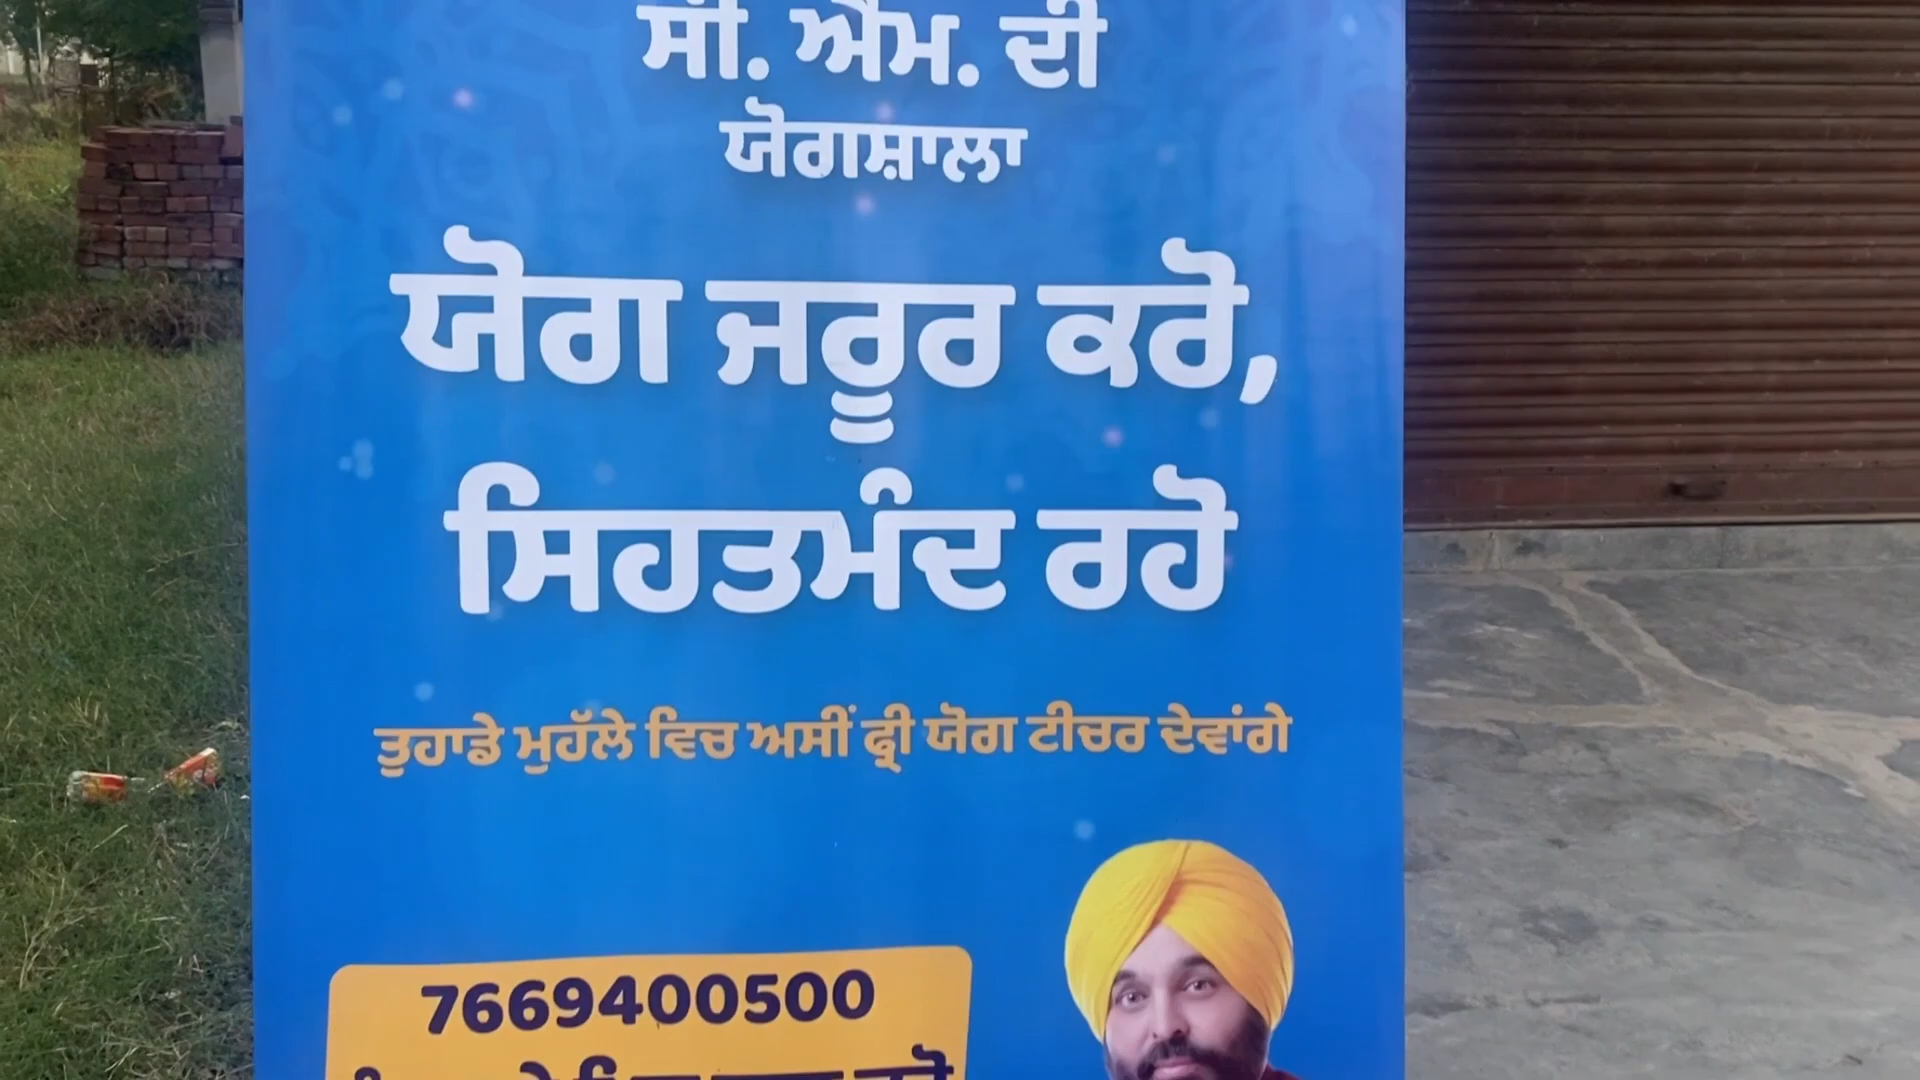 ਸੀ. ਐਮ. ਦੀ
ਯੋਗਸ਼ਾਲਾ
ਯੋਗ ਜਰੂਰ ਕਰੋ,
ਸਿਹਤਮੰਦ ਰਹੋ
ਤੁਹਾਡੇ ਮੁਹੱਲੇ ਵਿਚ ਅਸੀਂ ਫ੍ਰੀ ਯੋਗ ਟੀਚਰ ਦੇਵਾਂਗੇ
7669400500